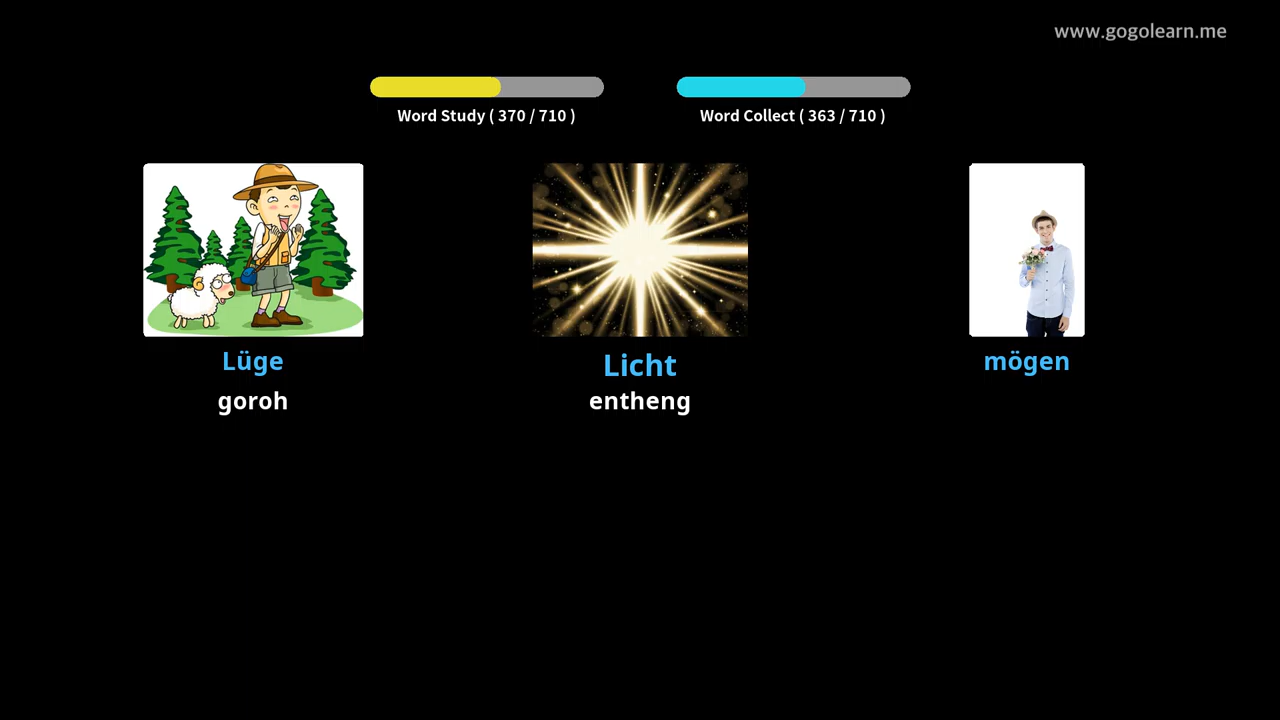 www.gogolearn.me
Word Study ( 370 / 710 )
Word Collect ( 363 / 710 )
Lüge
goroh
Licht
entheng
mögen